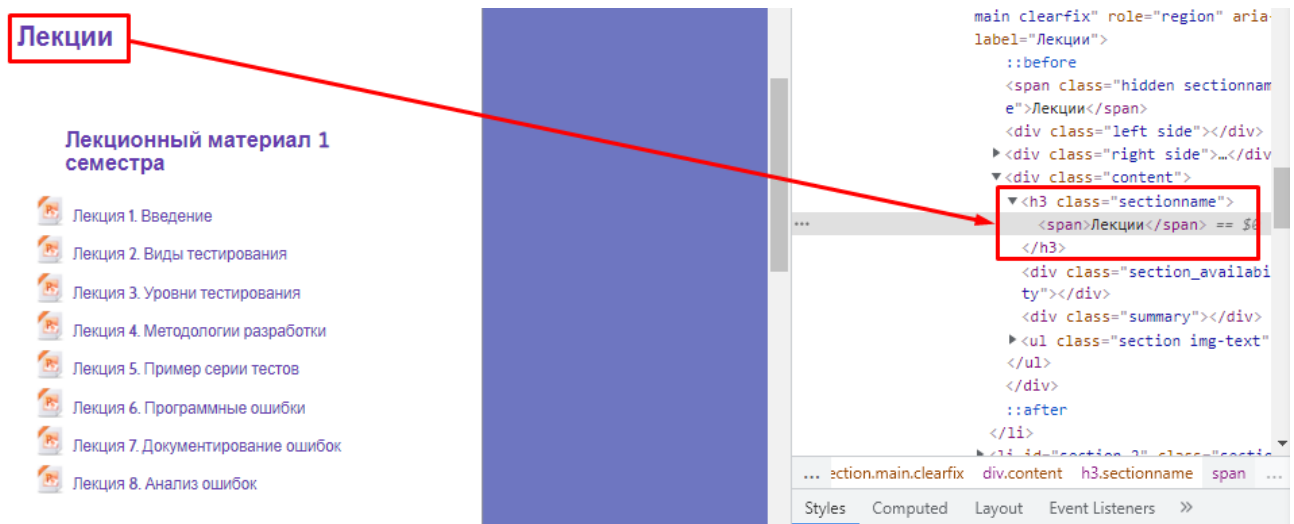 Лекции
Лекционный материал 1
семестра
Лекция 1. Введение
Лекция 2. Виды тестирования
Лекция 3. Уровни тестирования
Лекция 4. Методологии разработки
Лекция 5. Пример серии тестов
Лекция 6. Программные ошибки
Лекция 7. Документирование ошибок
Лекция 8. Анализ ошибок
main clearfix" role="region" aria-
label="Лекции">
::before
<span class="hidden sectionnam
e">Лекции</span>
<div class="left side"></div>
▶<div class="right side">…</div
▼<div class="content">
▼<h3 class="sectionname">
... <span>Лекции</span> == $0
</h3>
<div class="section_availabi
ty"></div>
<div class="summary"></div>
▶<ul class="section img-text"
</ul>
</div>
::after
</li>
▶<li id="section-2" class="sectio
... ection.main.clearfix div.content h3.sectionname span ...
Styles Computed Layout Event Listeners »